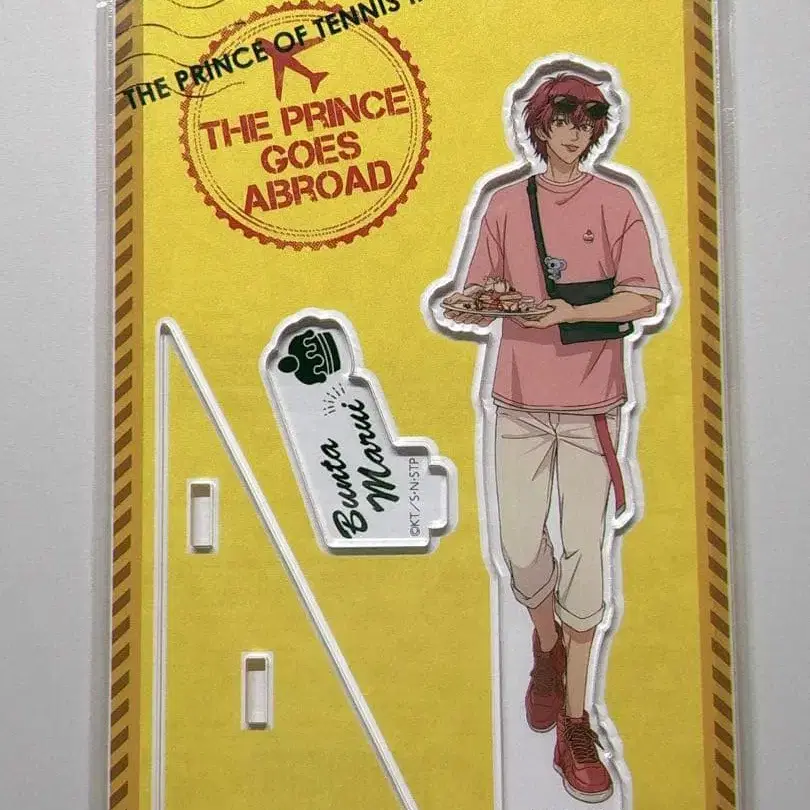 THE PRINCE OF TENNIS
THE PRINCE
GOES
ABROAD
Bunta
Marui
©KT/S·N·STP